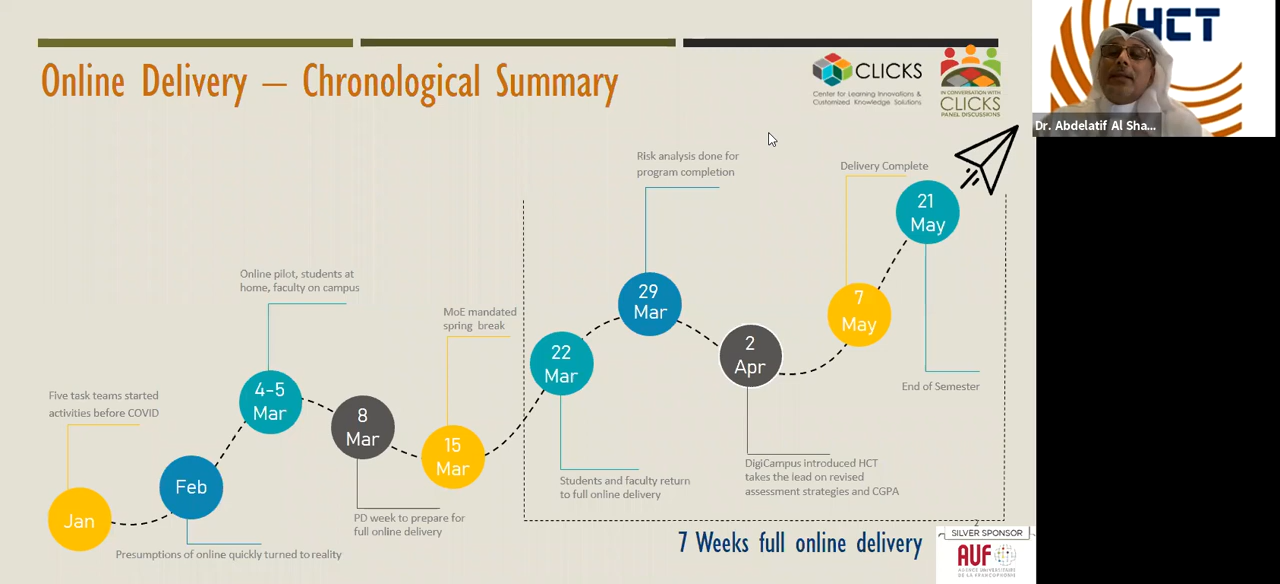 Online Delivery – Chronological Summary
CLICKS
Center for Learning Innovations &
Customized Knowledge Solutions
IN CONVERSATION WITH
CLICKS
PANEL DISCUSSIONS
HCT
Dr. Abdelatif Al Sha...
Five task teams started
activities before COVID
Jan
Feb
Presumptions of online quickly turned to reality
Online pilot, students at
home, faculty on campus
4-5
Mar
8
Mar
PD week to prepare for
full online delivery
MoE mandated
spring break
15
Mar
22
Mar
Students and faculty return
to full online delivery
Risk analysis done for
program completion
29
Mar
2
Apr
DigiCampus introduced HCT
takes the lead on revised
assessment strategies and CGPA
Delivery Complete
7
May
21
May
End of Semester
7 Weeks full online delivery
2
SILVER SPONSOR
AUF
AGENCE UNIVERSITAIRE
DE LA FRANCOPHONIE